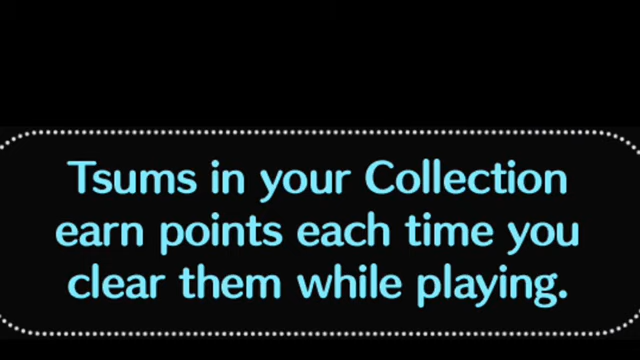 Tsums in your Collection
earn points each time you
clear them while playing.